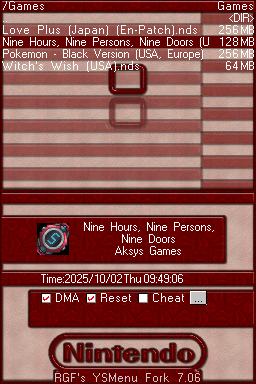 /Games Games
.. <DIR>
Love Plus (Japan) (En-Patch).nds 256MB
Nine Hours, Nine Persons, Nine Doors (U 128MB
Pokemon - Black Version (USA, Europe) 256MB
Witch's Wish (USA).nds 64MB
Nine Hours, Nine Persons,
Nine Doors
Aksys Games
Time:2025/10/02Thu 09:49:06
DMA Reset Cheat ...
Nintendo
RGF's YSMenu Fork 7.06